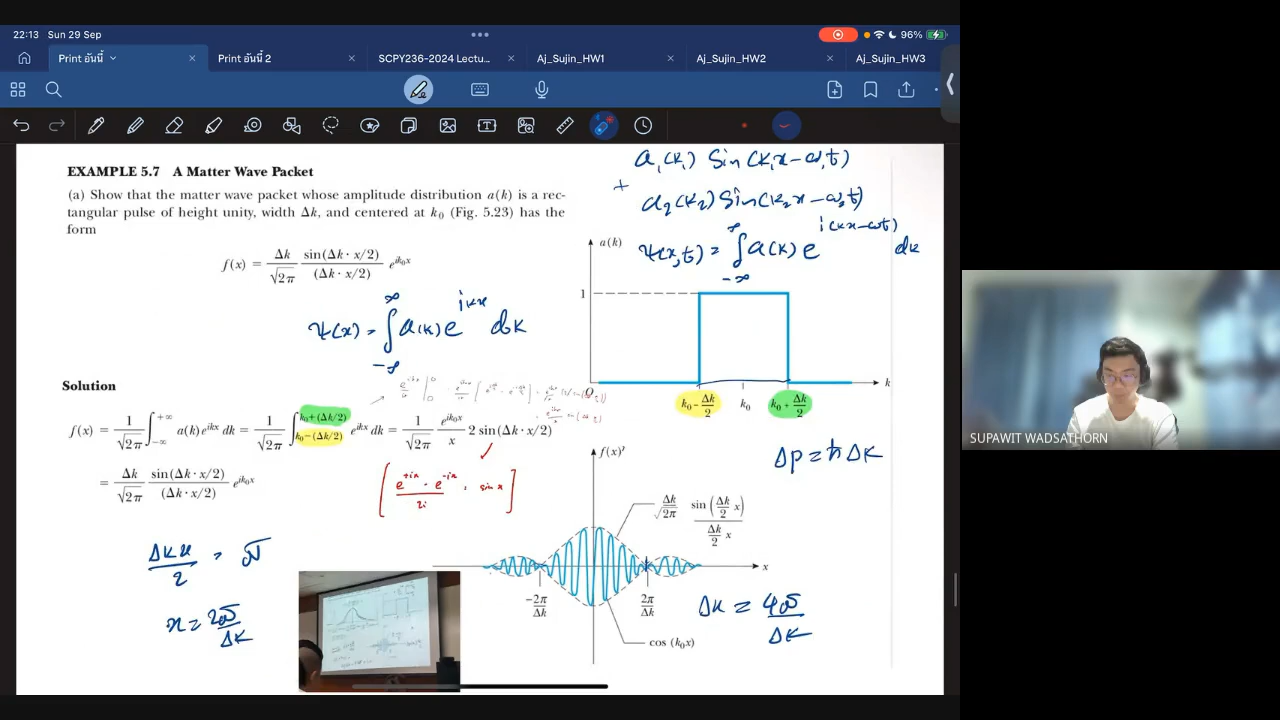 22:13 Sun 29 Sep
96%
Print อันนี้
Print อันนี้ 2
SCPY236-2024 Lectu...
Aj_Sujin_HW1
Aj_Sujin_HW2
Aj_Sujin_HW3
EXAMPLE 5.7 A Matter Wave Packet
(a) Show that the matter wave packet whose amplitude distribution a(k) is a rec-
tangular pulse of height unity, width Δk, and centered at k₀ (Fig. 5.23) has the
form
f(x) = Δk/√2π sin(Δk · x/2)/(Δk · x/2) e^{ik₀x}
a₁(k₁) Sin(k₁x-ω₁t)
+ a₂(k₂) Sin(k₂x-ω₂t)
ψ(x,t) = ∫_{-∞}^{∞} a(k) e^{i(kx-ωt)} dk
ψ(x) = ∫_{-∞}^{∞} a(k) e^{ikx} dk
a(k)
1
0
k₀ - Δk/2
k₀
k₀ + Δk/2
k
Solution
f(x) = 1/√2π ∫_{-∞}^{+∞} a(k)e^{ikx} dk = 1/√2π ∫_{k₀-(Δk/2)}^{k₀+(Δk/2)} e^{ikx} dk = 1/√2π e^{ik₀x}/x 2 sin(Δk · x/2)
= Δk/√2π sin(Δk · x/2)/(Δk · x/2) e^{ik₀x}
[(e^{+ix} - e^{-ix})/2i = sin x]
Δp = ħΔk
Δkx/2 = π
x = 2π/Δk
f(x)
Δk/√2π sin(Δk/2 x)/(Δk/2 x)
x
-2π/Δk
2π/Δk
cos (k₀x)
Δx = 4π/Δk
SUPAWIT WADSATHORN